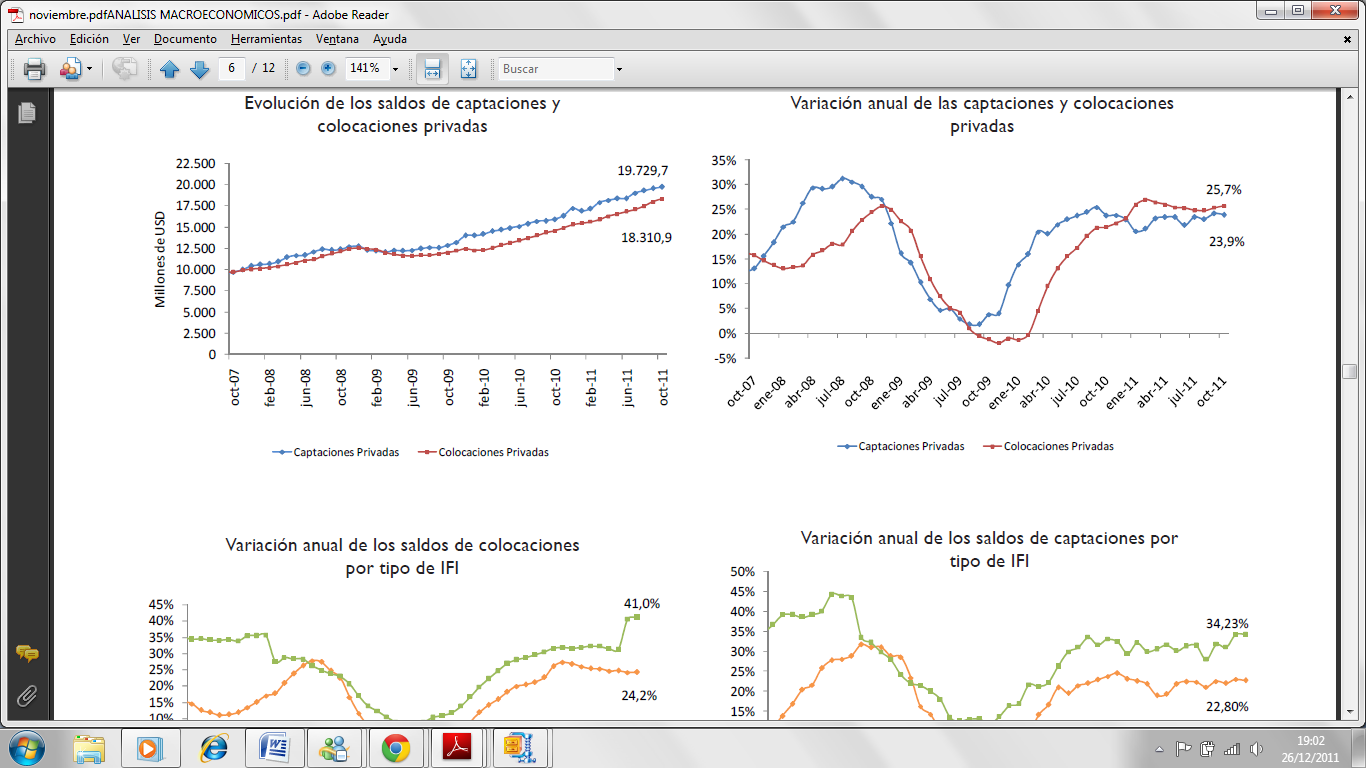 noviembre.pdfANALISIS MACROECONOMICOS.pdf - Adobe Reader
Archivo Edición Ver Documento Herramientas Ventana Ayuda
6 / 12 141% Buscar
Evolución de los saldos de captaciones y
colocaciones privadas
Millones de USD
22.500
20.000
17.500
15.000
12.500
10.000
7.500
5.000
2.500
0
19.729,7
18.310,9
oct-07 feb-08 jun-08 oct-08 feb-09 jun-09 oct-09 feb-10 jun-10 oct-10 feb-11 jun-11 oct-11
Captaciones Privadas Colocaciones Privadas
Variación anual de las captaciones y colocaciones
privadas
35%
30%
25%
20%
15%
10%
5%
0%
-5%
25,7%
23,9%
oct-07 ene-08 abr-08 jul-08 oct-08 ene-09 abr-09 jul-09 oct-09 ene-10 abr-10 jul-10 oct-10 ene-11 abr-11 jul-11 oct-11
Captaciones Privadas Colocaciones Privadas
Variación anual de los saldos de colocaciones
por tipo de IFI
45%
40%
35%
30%
25%
20%
15%
10%
41,0%
24,2%
Variación anual de los saldos de captaciones por
tipo de IFI
50%
45%
40%
35%
30%
25%
20%
15%
34,23%
22,80%
19:02
26/12/2011